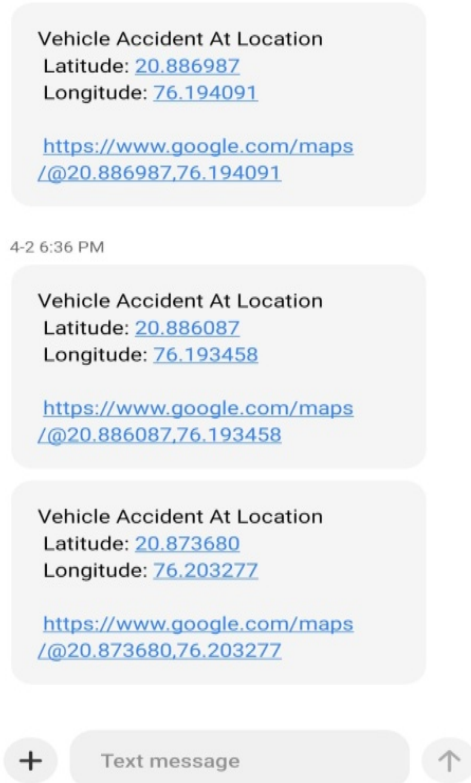 Vehicle Accident At Location
Latitude: 20.886987
Longitude: 76.194091
https://www.google.com/maps
/@20.886987,76.194091
4-2 6:36 PM
Vehicle Accident At Location
Latitude: 20.886087
Longitude: 76.193458
https://www.google.com/maps
/@20.886087,76.193458
Vehicle Accident At Location
Latitude: 20.873680
Longitude: 76.203277
https://www.google.com/maps
/@20.873680,76.203277
Text message